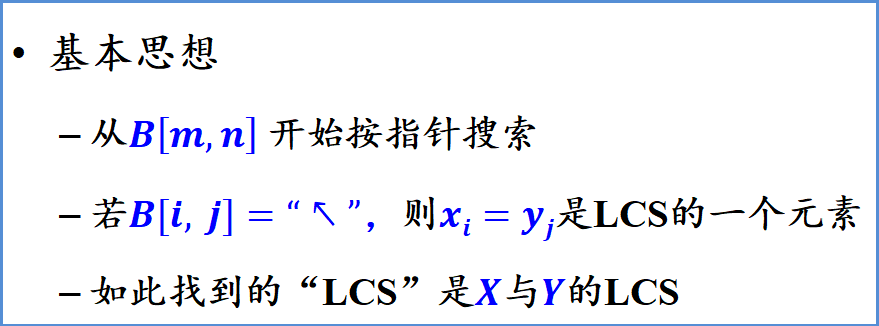 • 基本思想
– 从B[m, n] 开始按指针搜索
– 若B[i, j] = “↖”，则xᵢ = yⱼ是LCS的一个元素
– 如此找到的“LCS”是X与Y的LCS